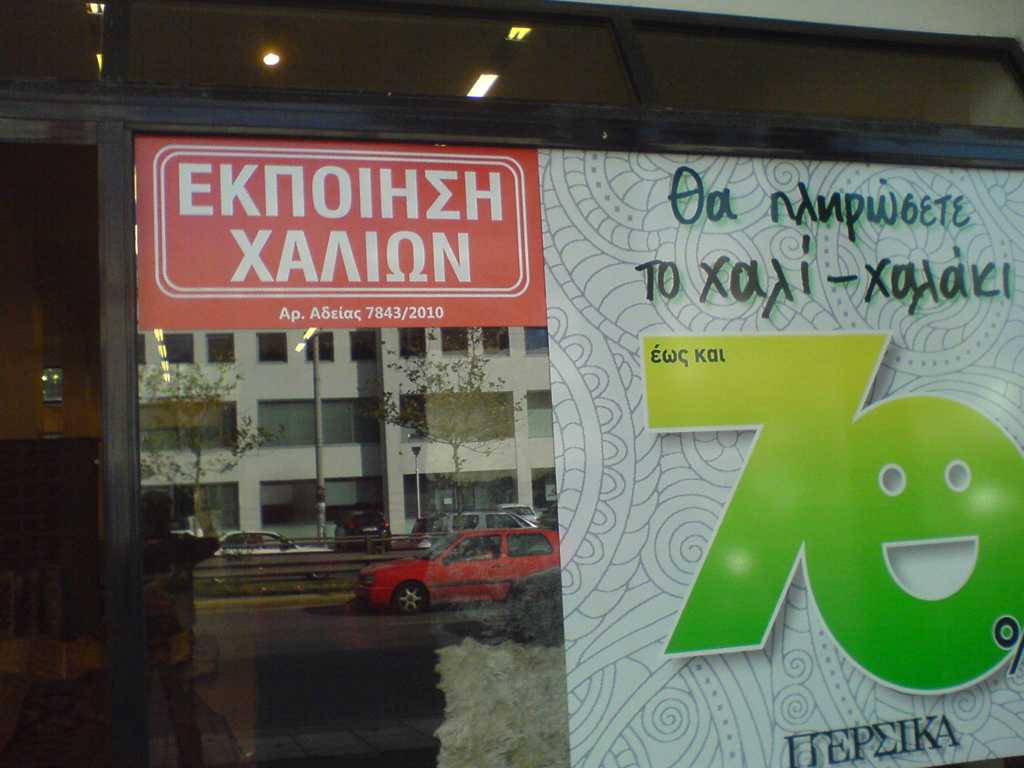 ΕΚΠΟΙΗΣΗ
ΧΑΛΙΩΝ
Αρ. Αδείας 7843/2010
Θα πληρώσετε
το χαλί - χαλάκι
έως και
70%
ΠΕΡΣΙΚΑ